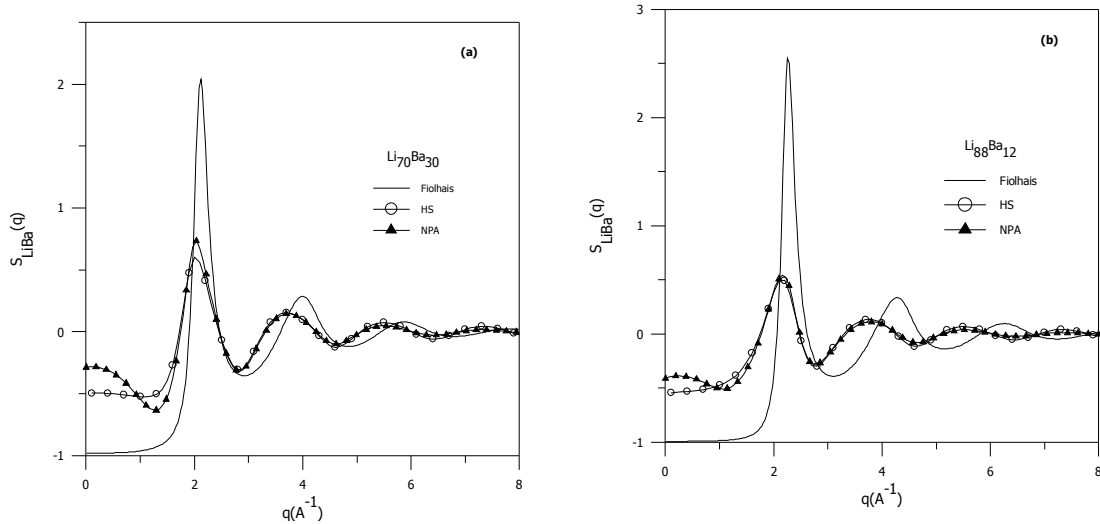 (a)
2
1
0
-1
S_LiBa(q)
Li70Ba30
Fiolhais
HS
NPA
0 2 4 6 8
q(A^-1)
(b)
3
2
1
0
-1
S_LiBa(q)
Li88Ba12
Fiolhais
HS
NPA
0 2 4 6 8
q(A^-1)